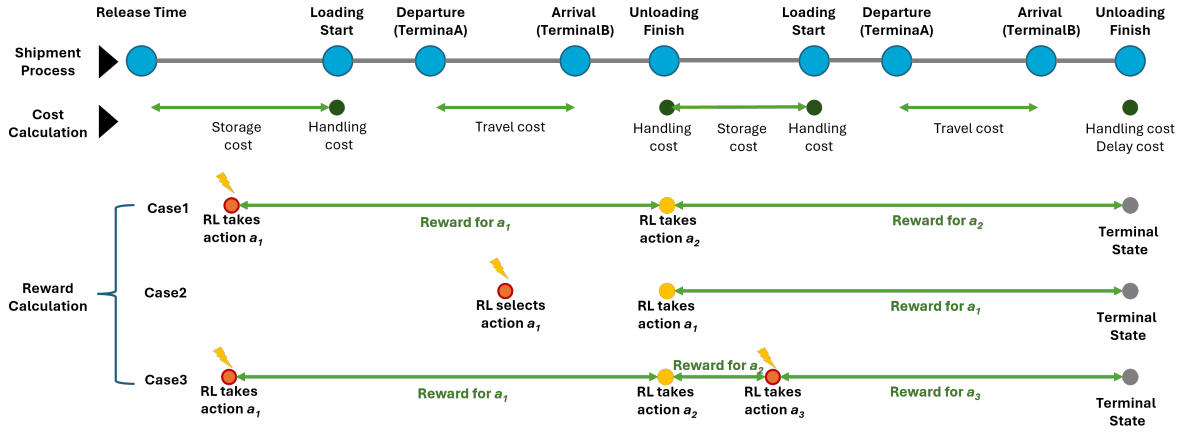 Release Time
Loading
Start
Departure
(TerminaA)
Arrival
(TerminalB)
Unloading
Finish
Loading
Start
Departure
(TerminaA)
Arrival
(TerminalB)
Unloading
Finish
Shipment
Process
Cost
Calculation
Storage
cost
Handling
cost
Travel cost
Handling
cost
Storage
cost
Handling
cost
Travel cost
Handling cost
Delay cost
Reward
Calculation
Case1
RL takes
action a1
Reward for a1
RL takes
action a2
Reward for a2
Terminal
State
Case2
RL selects
action a1
RL takes
action a1
Reward for a1
Terminal
State
Case3
RL takes
action a1
Reward for a1
RL takes
action a2
Reward for a2
RL takes
action a3
Reward for a3
Terminal
State